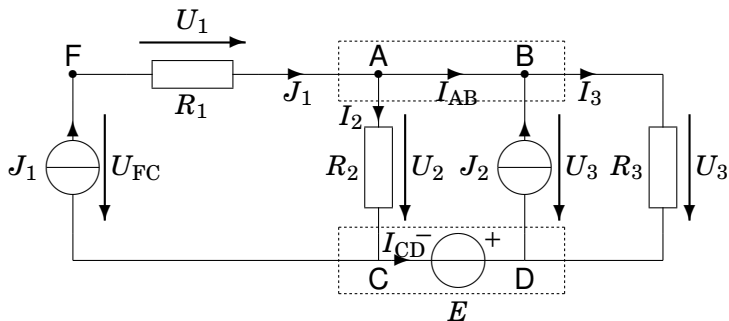 U1
F A B
R1 J1 IAB I3
I2
J1 UFC R2 U2 J2 U3 R3 U3
ICD − +
C D
E